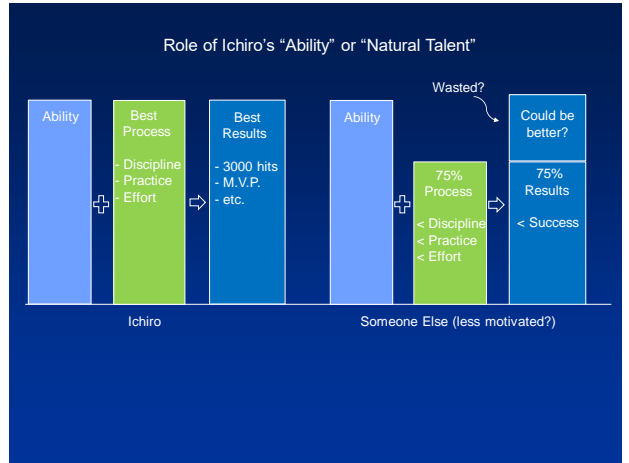 Role of Ichiro's “Ability” or “Natural Talent”
Ability
Best
Process
- Discipline
- Practice
- Effort
Best
Results
- 3000 hits
- M.V.P.
- etc.
Ichiro
Ability
75%
Process
< Discipline
< Practice
< Effort
Wasted?
Could be
better?
75%
Results
< Success
Someone Else (less motivated?)